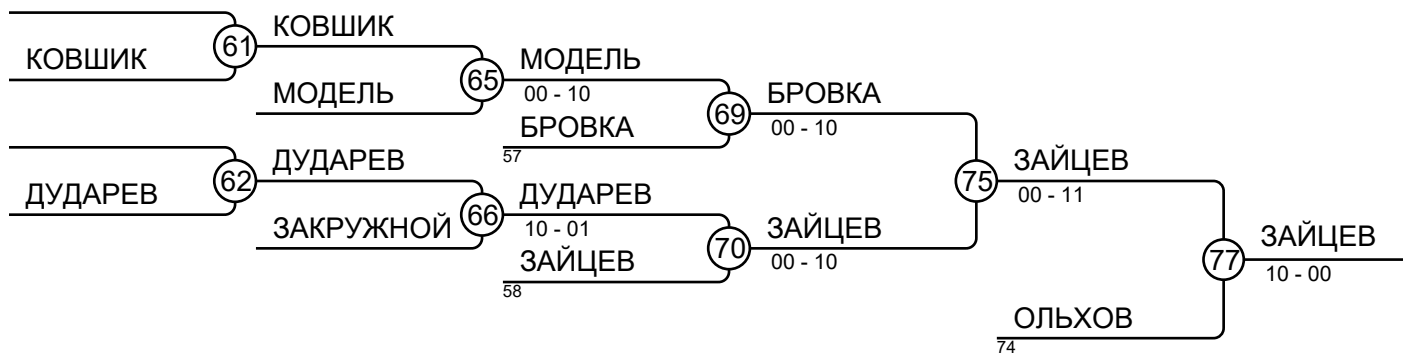 КОВШИК
61
КОВШИК
МОДЕЛЬ
65
МОДЕЛЬ
00 - 10
БРОВКА
57
69
БРОВКА
00 - 10
ДУДАРЕВ
62
ДУДАРЕВ
ЗАКРУЖНОЙ
66
ДУДАРЕВ
10 - 01
ЗАЙЦЕВ
58
70
ЗАЙЦЕВ
00 - 10
75
ЗАЙЦЕВ
00 - 11
ОЛЬХОВ
74
77
ЗАЙЦЕВ
10 - 00